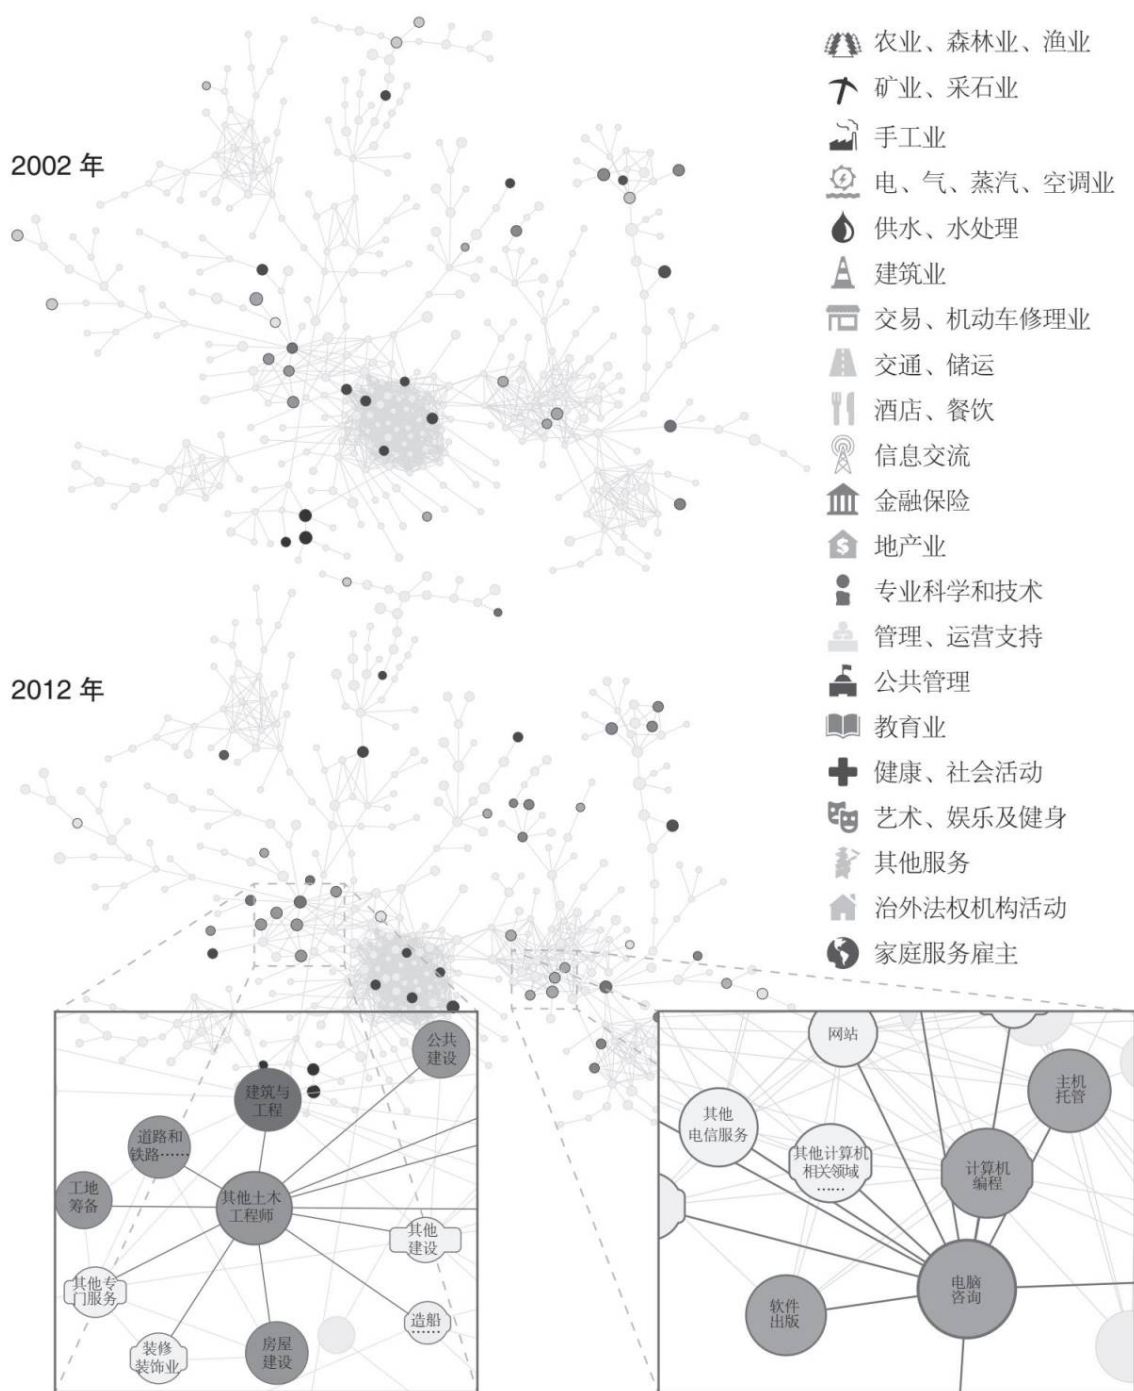 2002 年
农业、森林业、渔业
矿业、采石业
手工业
电、气、蒸汽、空调业
供水、水处理
建筑业
交易、机动车修理业
交通、储运
酒店、餐饮
信息交流
金融保险
地产业
专业科学和技术
管理、运营支持
公共管理
教育业
健康、社会活动
艺术、娱乐及健身
其他服务
治外法权机构活动
家庭服务雇主
2012 年
公共
建设
建筑与
工程
道路和
铁路……
工地
筹备
其他土木
工程师
其他
建设
其他专
门服务
造船
……
装修
装饰业
房屋
建设
网站
主机
托管
其他
电信服务
其他计算机
相关领域
……
计算机
编程
电脑
咨询
软件
出版